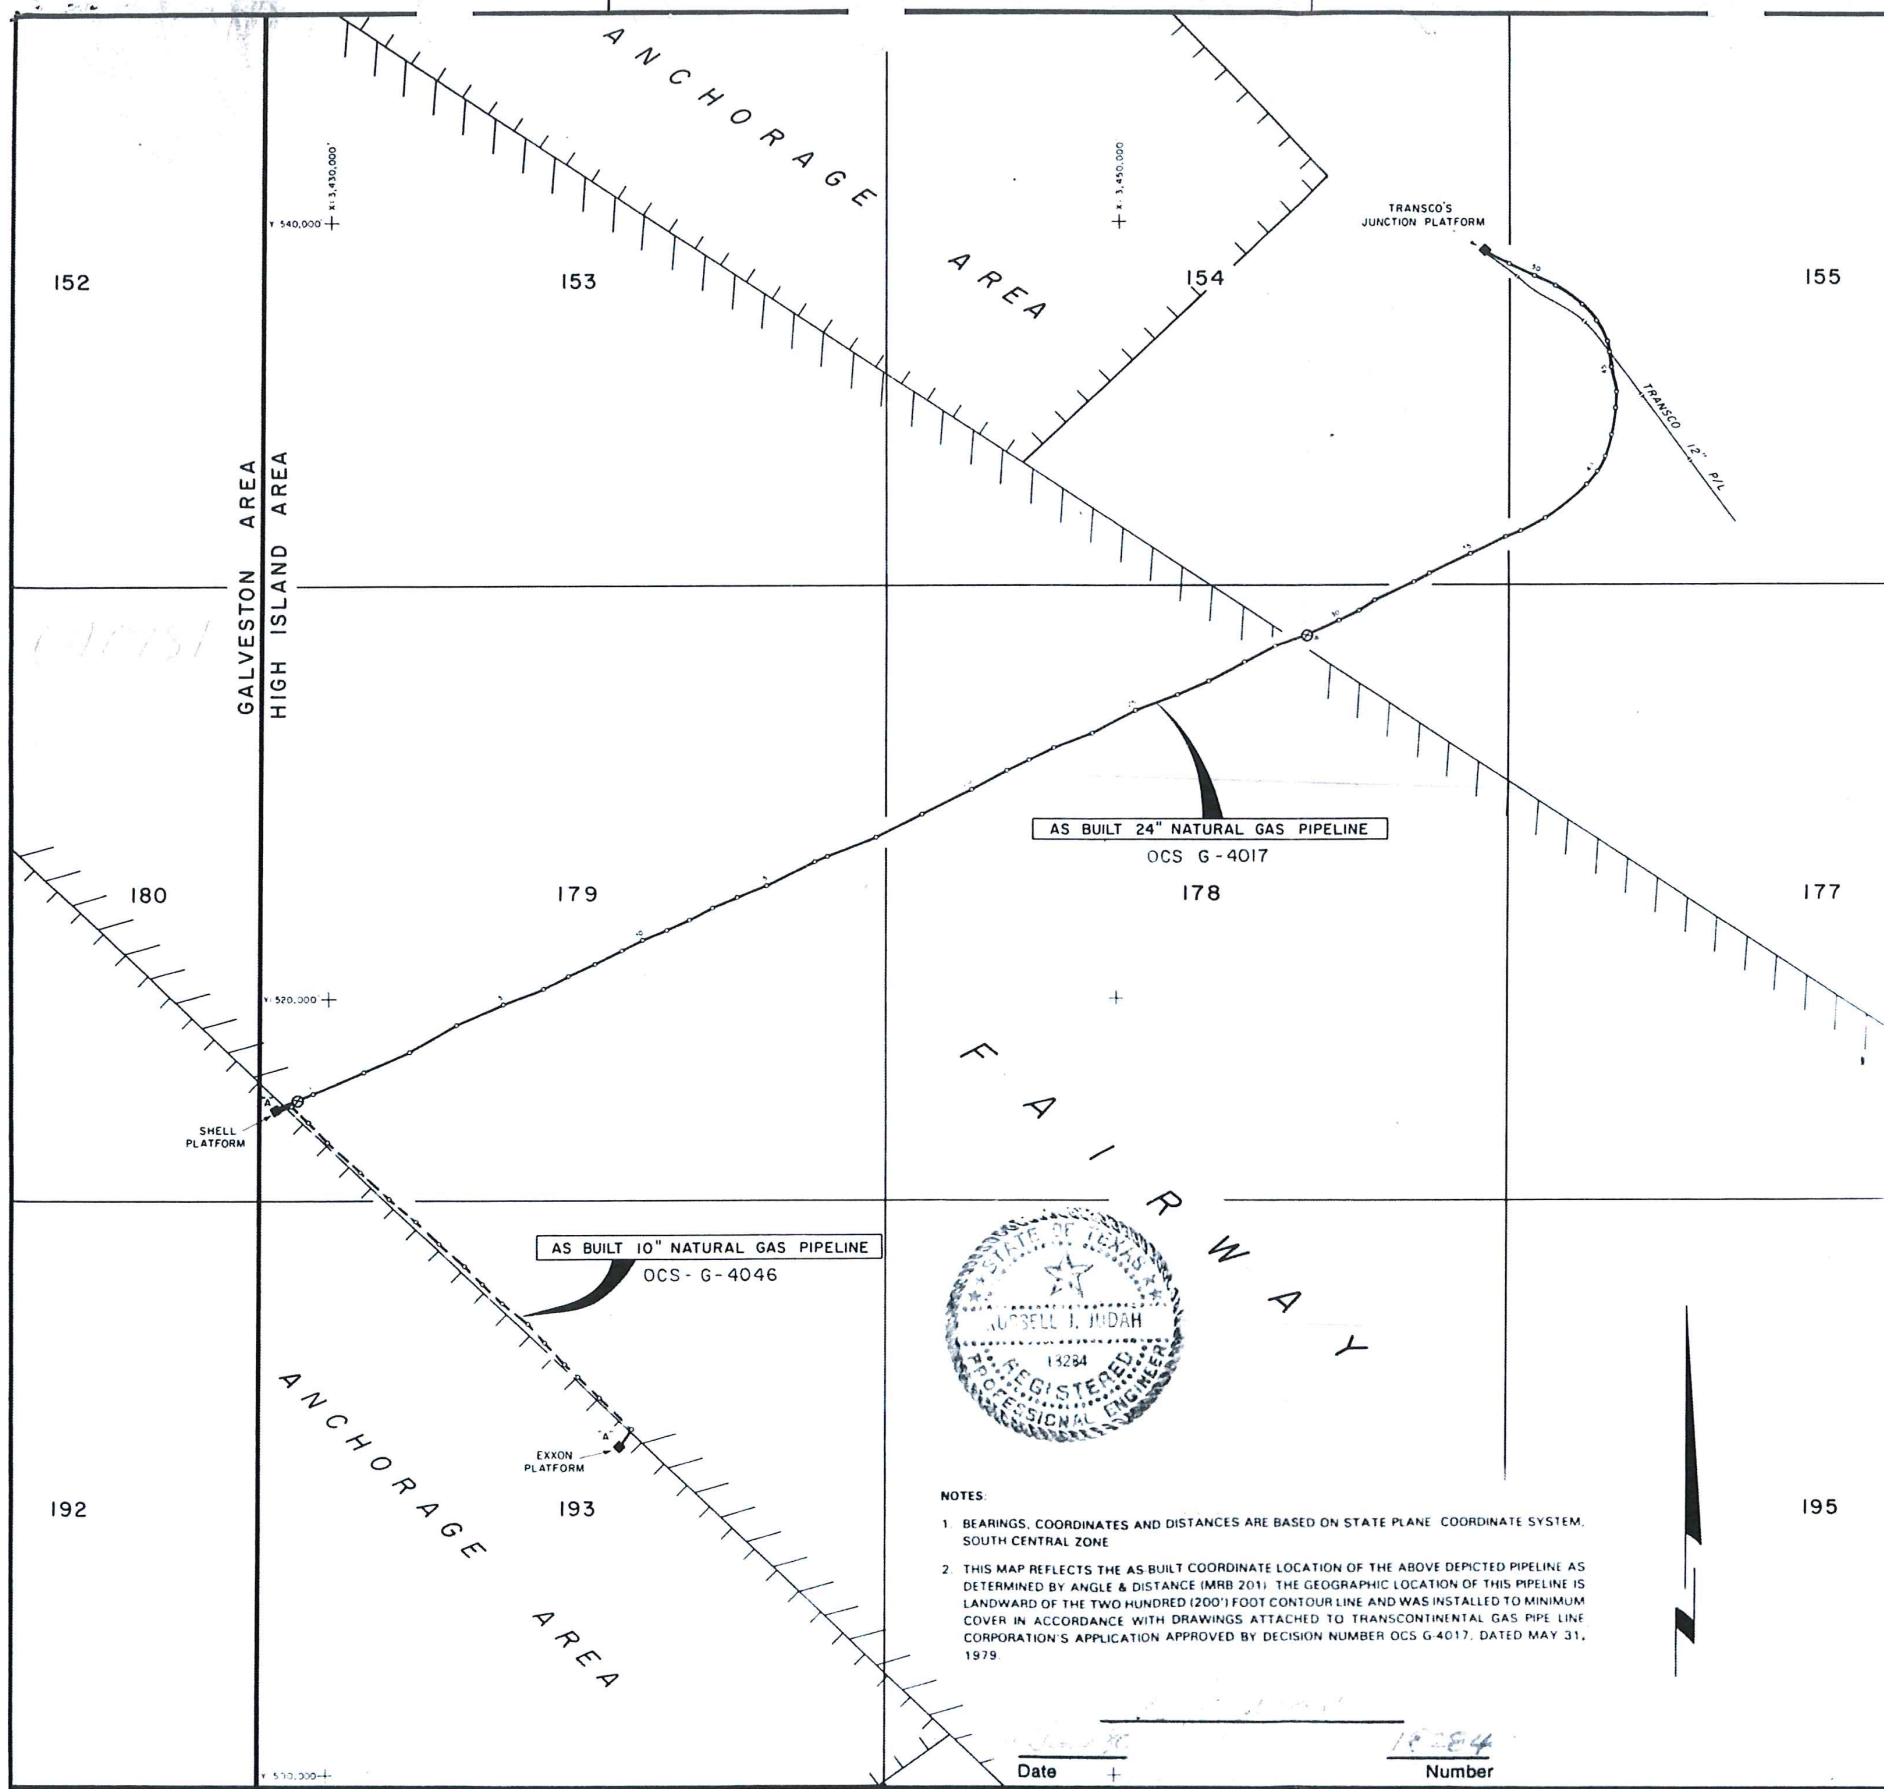 ANCHORAGE AREA
X: 3,430,000'
X: 3,450,000
Y 540,000'
TRANSCO'S
JUNCTION PLATFORM
152
153
154
155
TRANSCO 12" P/L
GALVESTON AREA
HIGH ISLAND AREA
AS BUILT 24" NATURAL GAS PIPELINE
OCS G-4017
180
179
178
177
Y: 520,000'
FAIRWAY
"A"
SHELL
PLATFORM
AS BUILT 10" NATURAL GAS PIPELINE
OCS-G-4046
STATE OF TEXAS
RUSSELL J. JUDAH
13284
REGISTERED
PROFESSIONAL ENGINEER
ANCHORAGE AREA
"A"
EXXON
PLATFORM
192
193
195
NOTES:
1. BEARINGS, COORDINATES AND DISTANCES ARE BASED ON STATE PLANE COORDINATE SYSTEM,
SOUTH CENTRAL ZONE
2. THIS MAP REFLECTS THE AS-BUILT COORDINATE LOCATION OF THE ABOVE DEPICTED PIPELINE AS
DETERMINED BY ANGLE & DISTANCE (MRB 201). THE GEOGRAPHIC LOCATION OF THIS PIPELINE IS
LANDWARD OF THE TWO HUNDRED (200') FOOT CONTOUR LINE AND WAS INSTALLED TO MINIMUM
COVER IN ACCORDANCE WITH DRAWINGS ATTACHED TO TRANSCONTINENTAL GAS PIPE LINE
CORPORATION'S APPLICATION APPROVED BY DECISION NUMBER OCS G-4017, DATED MAY 31,
1979.
Date
Number